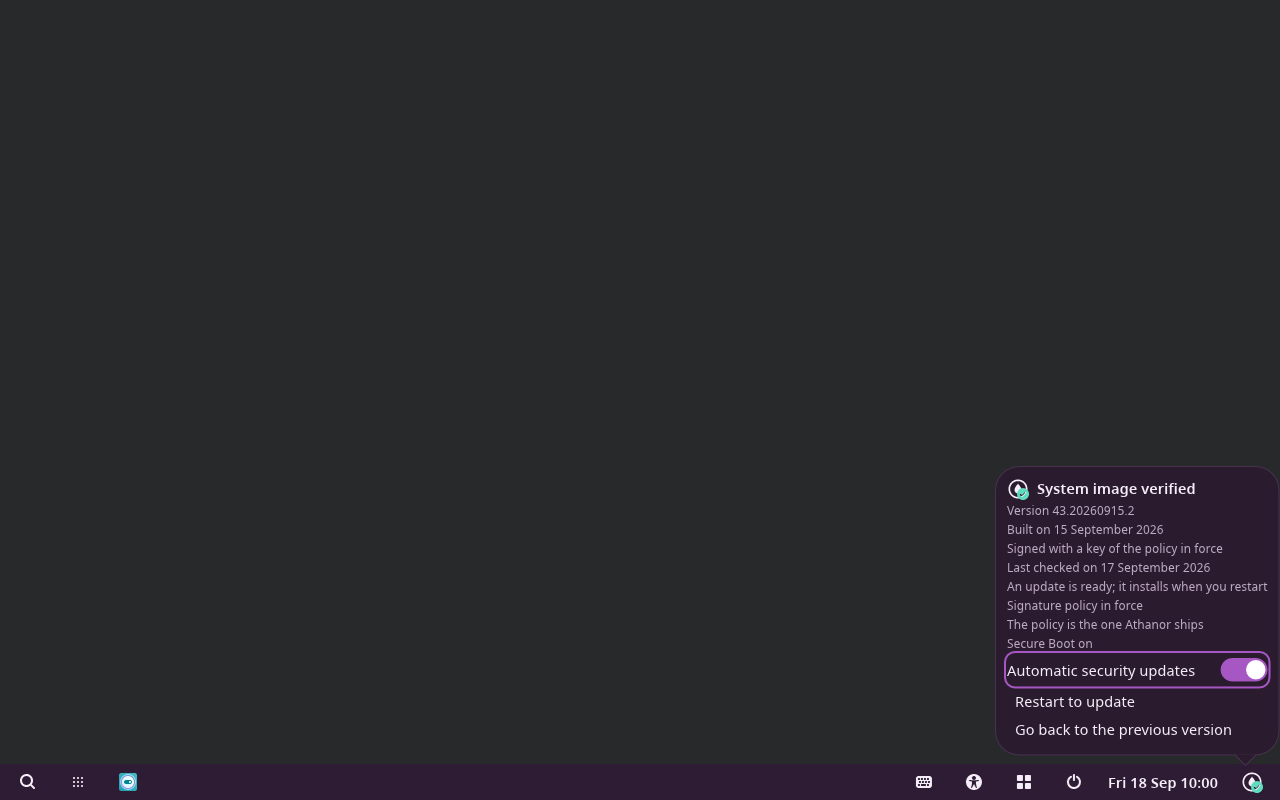 System image verified
Version 43.20260915.2
Built on 15 September 2026
Signed with a key of the policy in force
Last checked on 17 September 2026
An update is ready; it installs when you restart
Signature policy in force
The policy is the one Athanor ships
Secure Boot on
Automatic security updates
Restart to update
Go back to the previous version
Fri 18 Sep 10:00